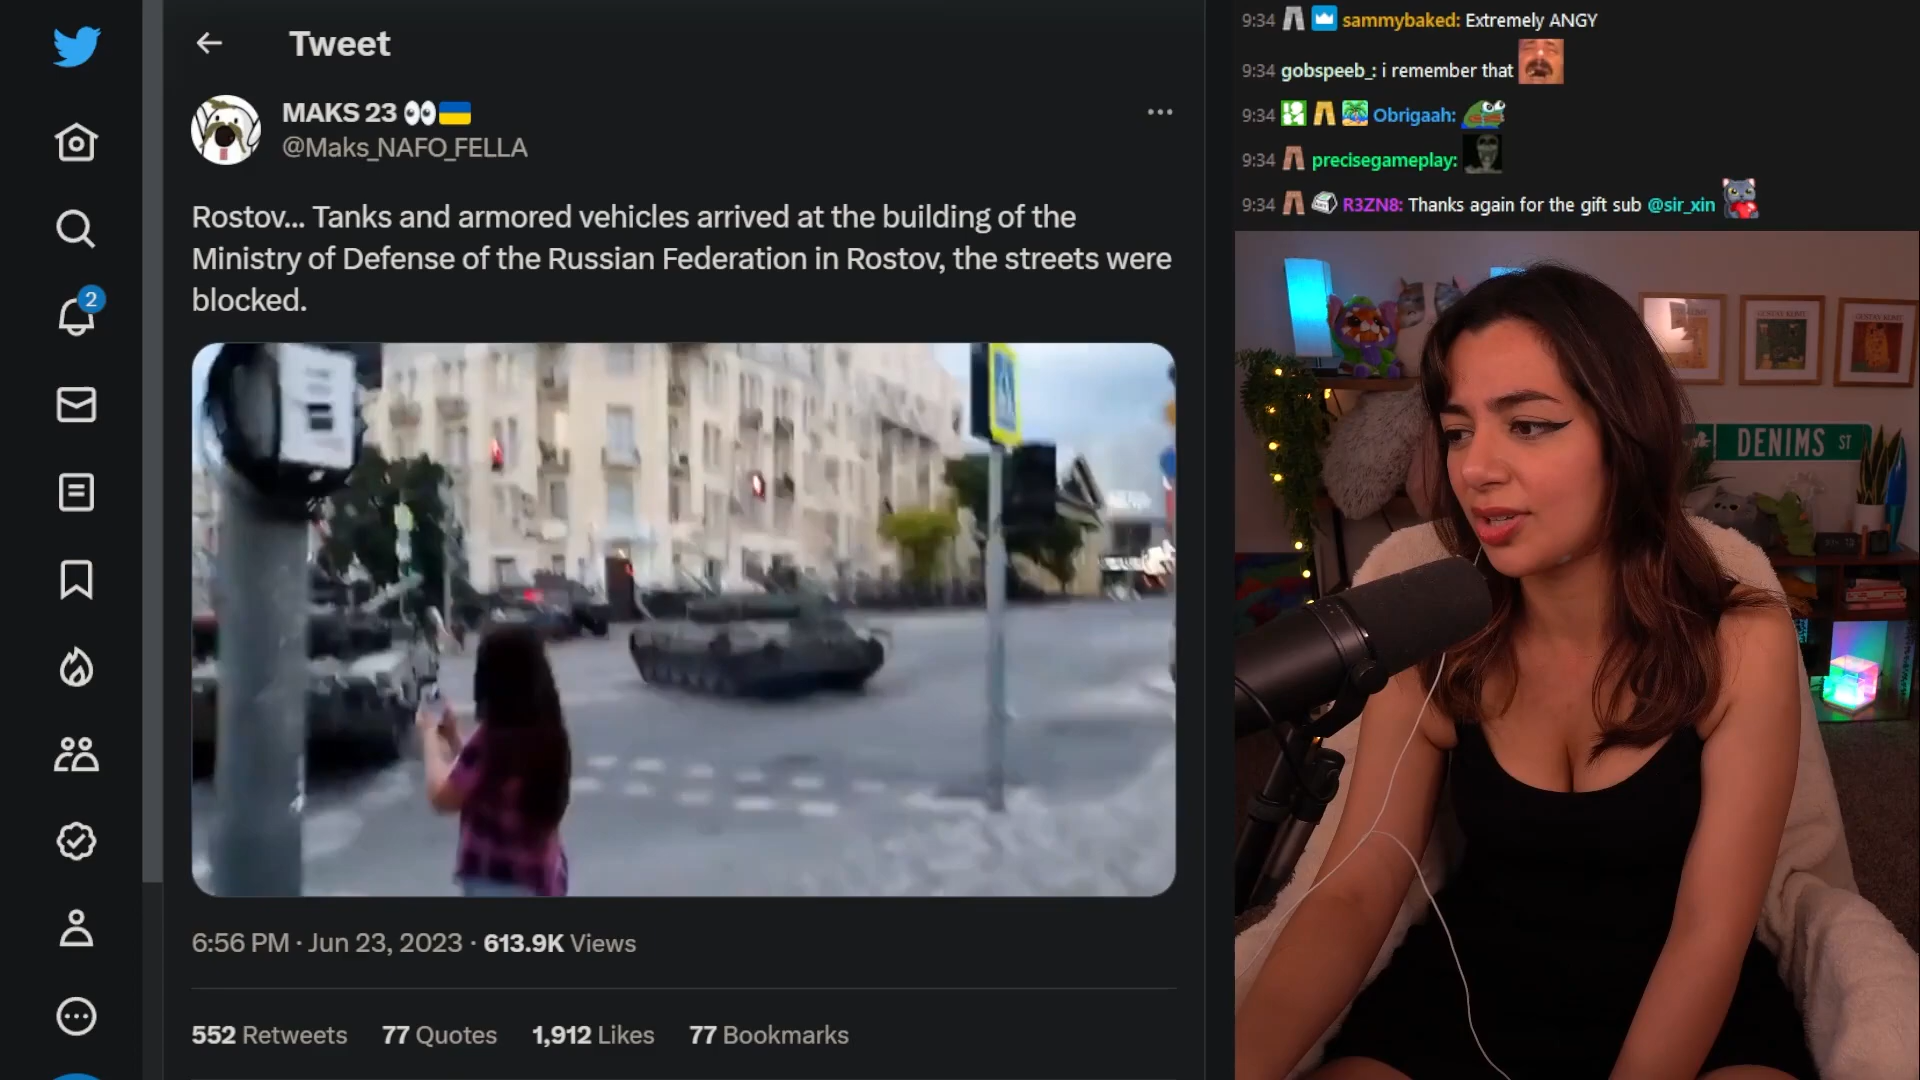 Tweet
MAKS 23
@Maks_NAFO_FELLA
2
Rostov... Tanks and armored vehicles arrived at the building of the
Ministry of Defense of the Russian Federation in Rostov, the streets were
blocked.
6:56 PM · Jun 23, 2023 · 613.9K Views
552 Retweets 77 Quotes 1,912 Likes 77 Bookmarks
9:34 sammybaked: Extremely ANGY
9:34 gobspeeb_: i remember that
9:34 Obrigaah:
9:34 precisegameplay:
9:34 R3ZN8: Thanks again for the gift sub @sir_xin
GUSTAV KLIMT
DENIMS ST